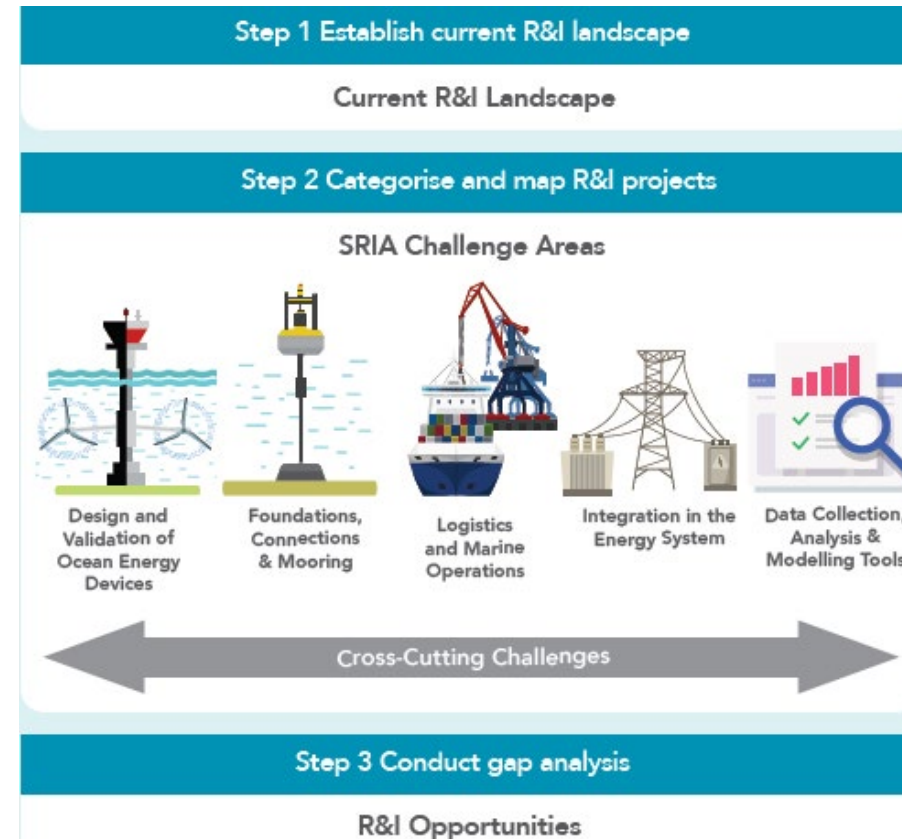 Step 1 Establish current R&I landscape
Current R&I Landscape
Step 2 Categorise and map R&I projects
SRIA Challenge Areas
Design and
Validation of
Ocean Energy
Devices
Foundations,
Connections
& Mooring
Logistics
and Marine
Operations
Integration in the
Energy System
Data Collection,
Analysis &
Modelling Tools
Cross-Cutting Challenges
Step 3 Conduct gap analysis
R&I Opportunities